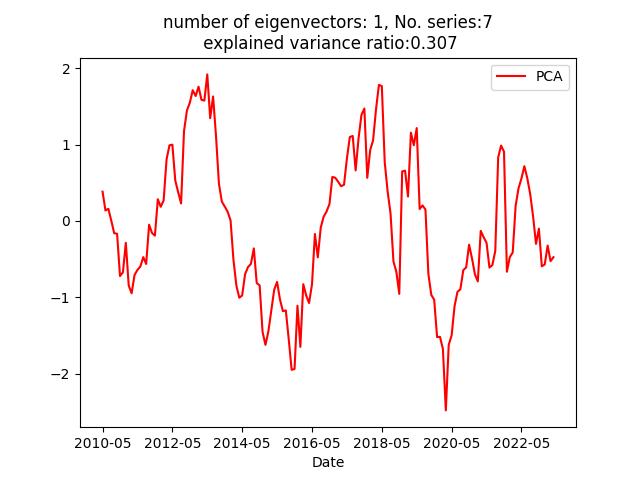 number of eigenvectors: 1, No. series:7
explained variance ratio:0.307
PCA
2
1
0
−1
−2
2010-05 2012-05 2014-05 2016-05 2018-05 2020-05 2022-05
Date